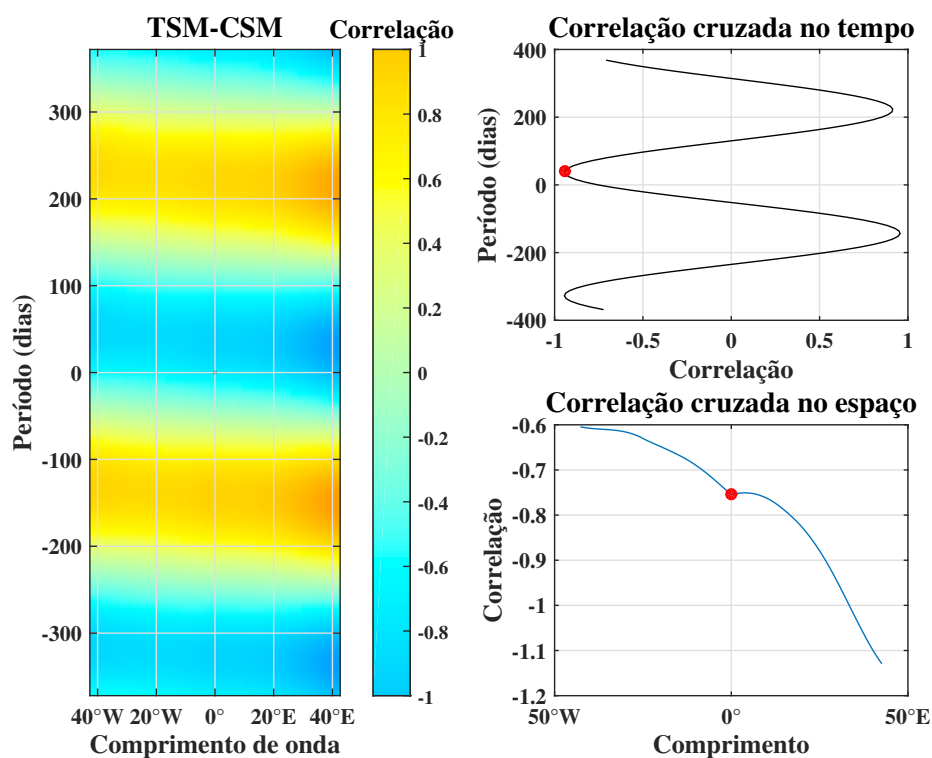 TSM-CSM
Correlação
Período (dias)
300
200
100
0
-100
-200
-300
40°W
20°W
0°
20°E
40°E
Comprimento de onda
1
0.8
0.6
0.4
0.2
0
-0.2
-0.4
-0.6
-0.8
-1
Correlação cruzada no tempo
Período (dias)
400
200
0
-200
-400
-1
-0.5
0
0.5
1
Correlação
Correlação cruzada no espaço
Correlação
-0.6
-0.7
-0.8
-0.9
-1
-1.1
-1.2
50°W
0°
50°E
Comprimento